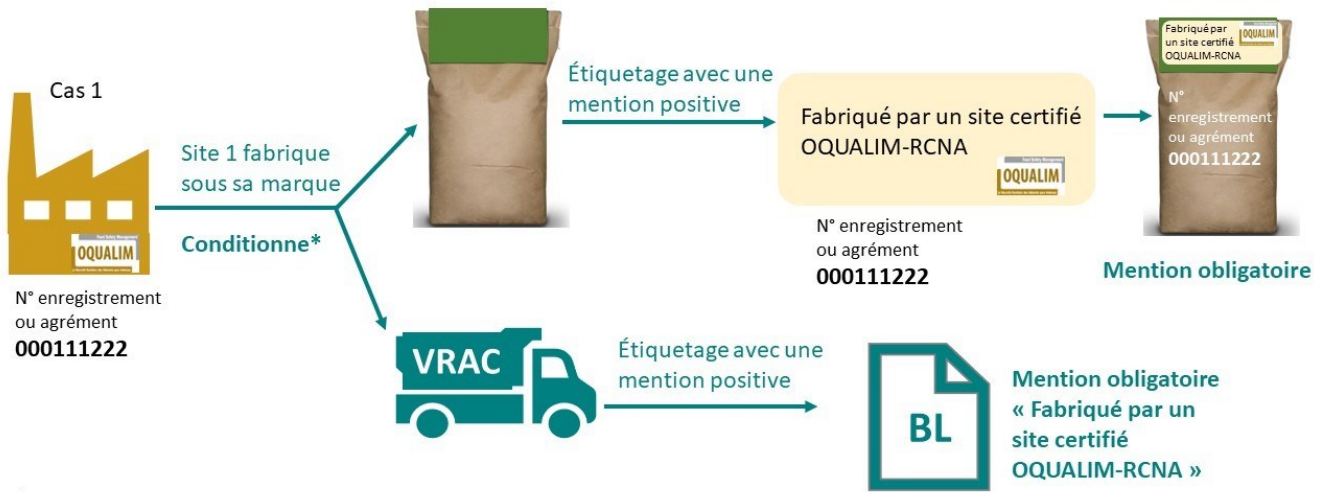 Cas 1
Site 1 fabrique
sous sa marque
Conditionne*
OQUALIM
N° enregistrement
ou agrément
000111222
Étiquetage avec une
mention positive
Fabriqué par un site certifié
OQUALIM-RCNA
OQUALIM
N° enregistrement
ou agrément
000111222
Fabriqué par
un site certifié
OQUALIM-RCNA
OQUALIM
N°
enregistrement
ou agrément
000111222
Mention obligatoire
VRAC
Étiquetage avec une
mention positive
BL
Mention obligatoire
« Fabriqué par un
site certifié
OQUALIM-RCNA »